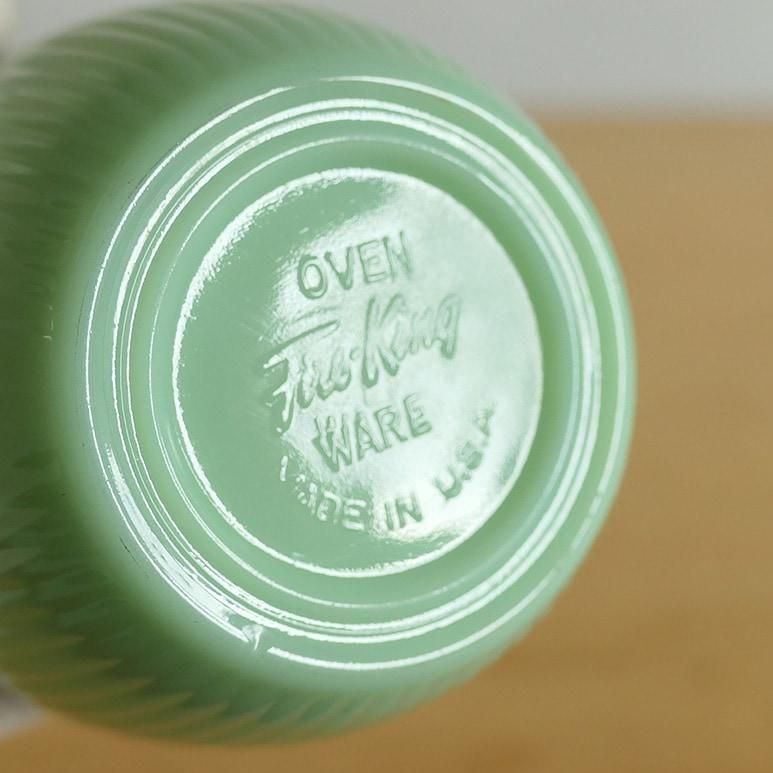 OVEN
Fire-King
WARE
MADE IN U.S.A